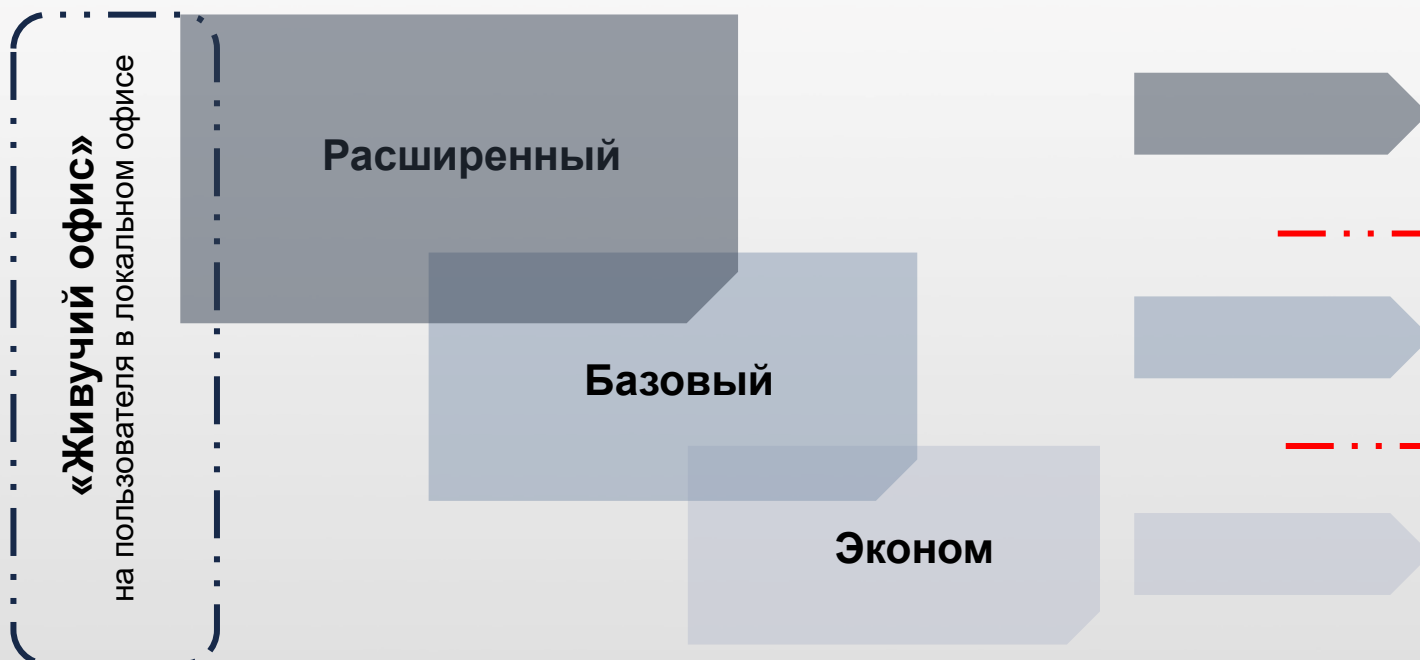 «Живучий офис»
на пользователя в локальном офисе
Расширенный
Базовый
Эконом